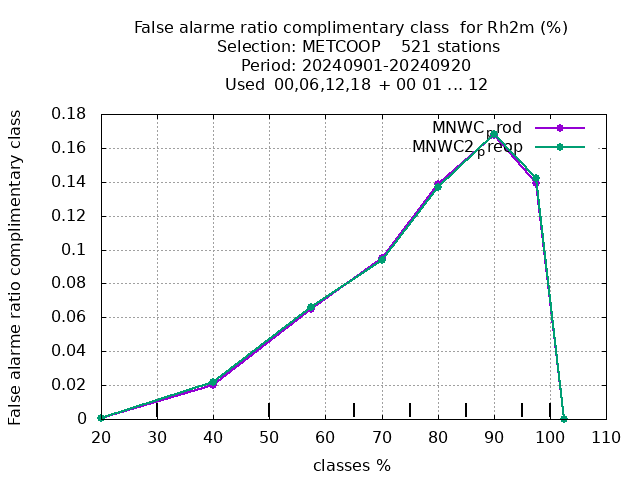 False alarme ratio complimentary class  for Rh2m (%)
Selection: METCOOP    521 stations
Period: 20240901-20240920
Used  00,06,12,18 + 00 01 ... 12
False alarme ratio complimentary class
0.18
0.16
0.14
0.12
0.1
0.08
0.06
0.04
0.02
0
MNWC_prod
MNWC2_preop
20 30 40 50 60 70 80 90 100 110
classes %